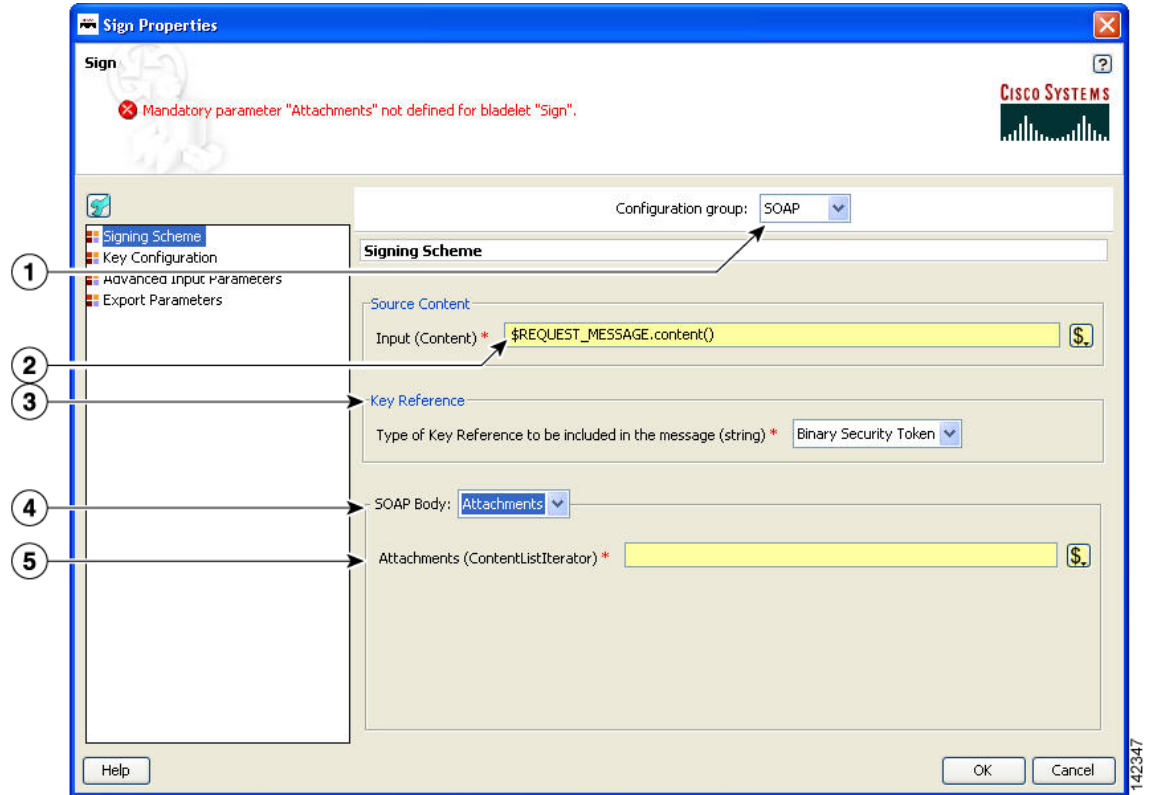 Sign Properties
Sign
Mandatory parameter "Attachments" not defined for bladelet "Sign".
CISCO SYSTEMS
Configuration group: SOAP
Signing Scheme
Key Configuration
Advanced Input Parameters
Export Parameters
Signing Scheme
Source Content
Input (Content) * $REQUEST_MESSAGE.content()
$
Key Reference
Type of Key Reference to be included in the message (string) * Binary Security Token
SOAP Body: Attachments
Attachments (ContentListIterator) *
$
1
2
3
4
5
Help
OK
Cancel
142347